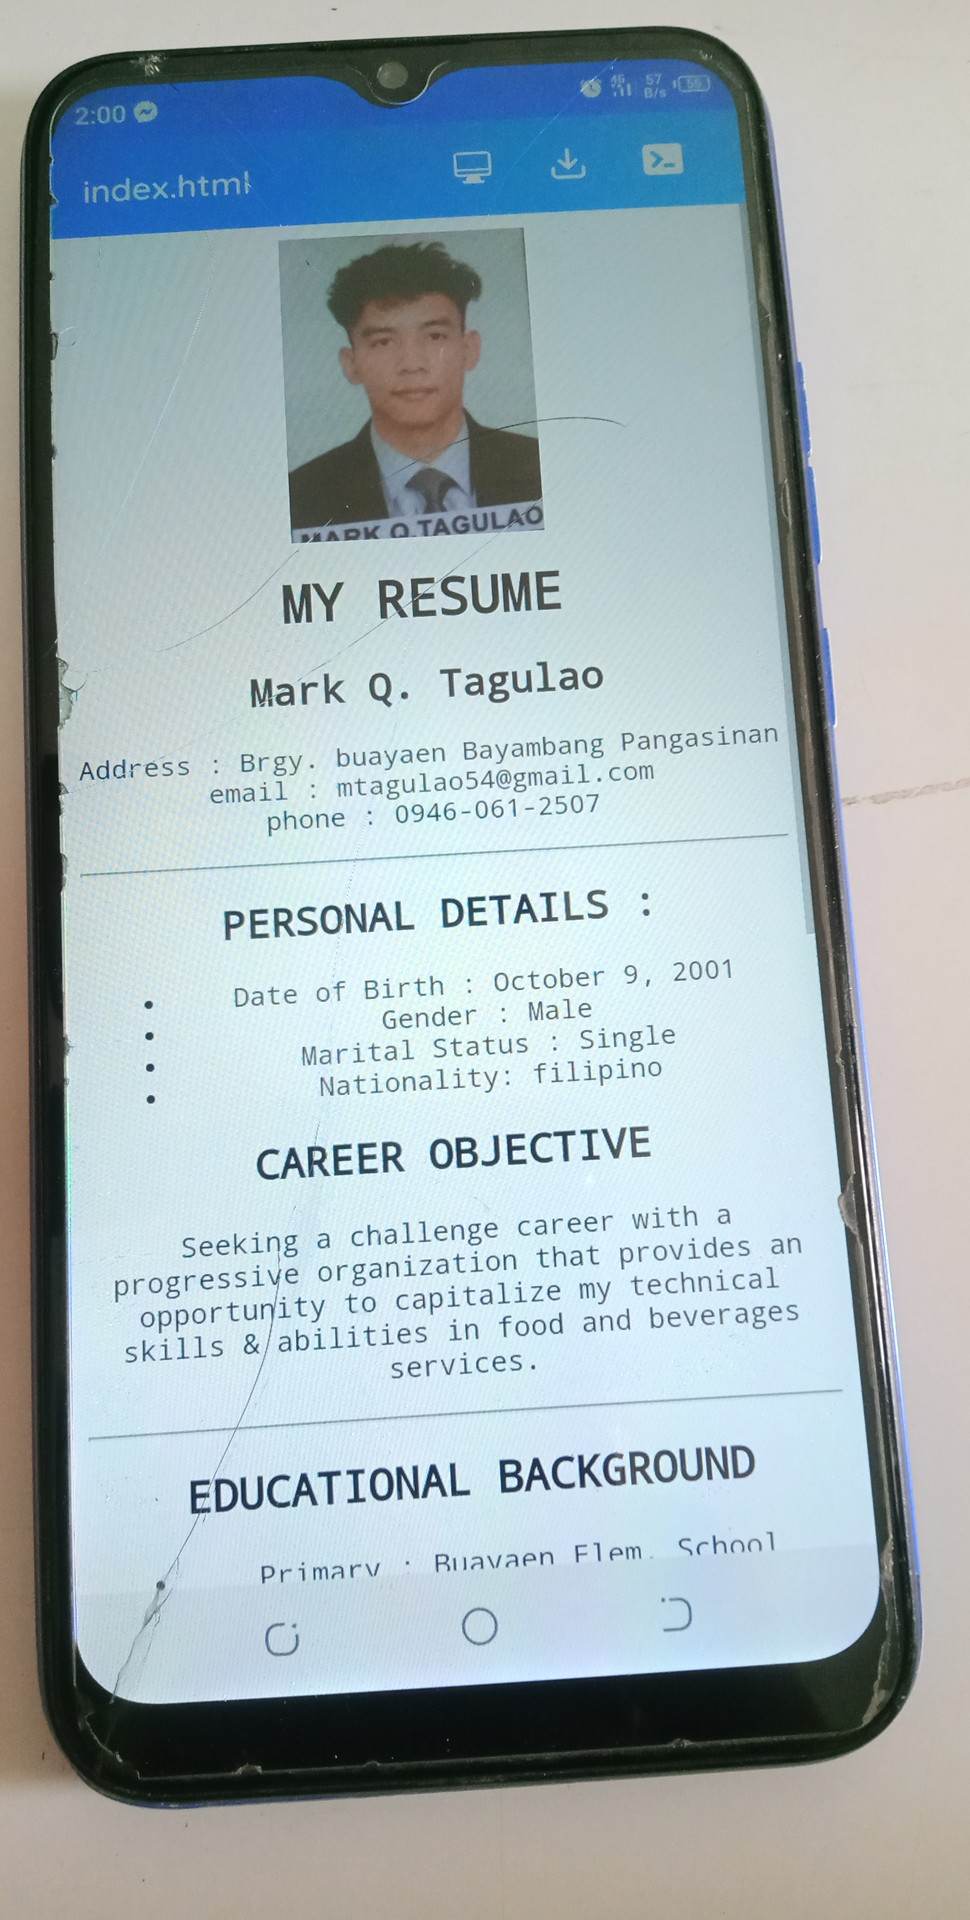 2:00
46
57
B/s
55
index.html
MARK Q.TAGULAO
MY RESUME
Mark Q. Tagulao
Address : Brgy. buayaen Bayambang Pangasinan
email : mtagulao54@gmail.com
phone : 0946-061-2507
PERSONAL DETAILS :
Date of Birth : October 9, 2001
Gender : Male
Marital Status : Single
Nationality: filipino
CAREER OBJECTIVE
Seeking a challenge career with a
progressive organization that provides an
opportunity to capitalize my technical
skills & abilities in food and beverages
services.
EDUCATIONAL BACKGROUND
Primary : Buayaen Elem. School